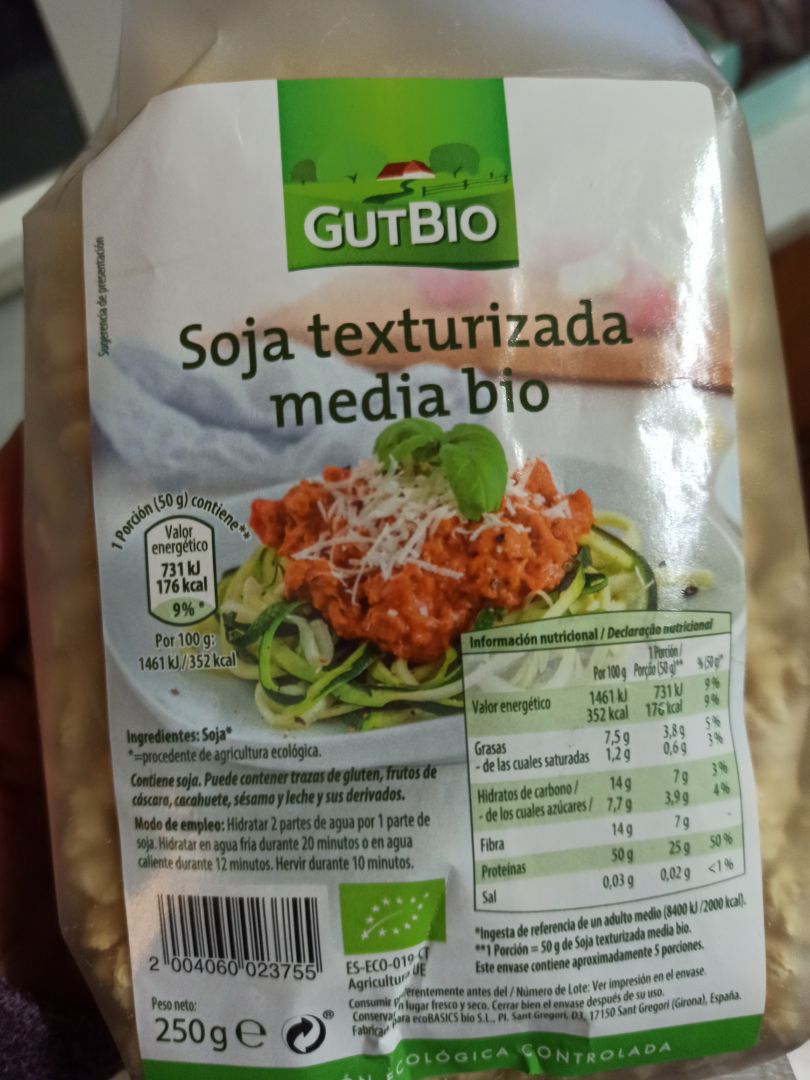 GUTBIO
Sugerencia de presentación
Soja texturizada
media bio
1 Porción (50 g) contiene**
Valor
energético
731 kJ
176 kcal
9%*
Por 100 g:
1461 kJ / 352 kcal
Ingredientes: Soja*
*=procedente de agricultura ecológica.
Contiene soja. Puede contener trazas de gluten, frutos de
cáscara, cacahuete, sésamo y leche y sus derivados.
Modo de empleo: Hidratar 2 partes de agua por 1 parte de
soja. Hidratar en agua fría durante 20 minutos o en agua
caliente durante 12 minutos. Hervir durante 10 minutos.
Información nutricional / Declaração nutricional
Por 100 g 1 Porción / Porção (50 g)** % (50 g)*
Valor energético 1461 kJ 731 kJ 9%
352 kcal 176 kcal 9%
Grasas 7,5 g 3,8 g 5%
- de las cuales saturadas 1,2 g 0,6 g 3%
Hidratos de carbono / 14 g 7 g 3%
- de los cuales azúcares / 7,7 g 3,9 g 4%
Fibra 14 g 7 g -
Proteínas 50 g 25 g 50%
Sal 0,03 g 0,02 g <1%
*Ingesta de referencia de un adulto medio (8400 kJ / 2000 kcal).
**1 Porción = 50 g de Soja texturizada media bio.
Este envase contiene aproximadamente 5 porciones.
2 004060 023755
ES-ECO-019-CT
Agricultura UE
Peso neto:
250 g e
®
Consumir antes del / Número de Lote: Ver impresión en el envase.
lugar fresco y seco. Cerrar bien el envase después de su uso.
para ecoBASICS bio S.L., Pl. Sant Gregori, D3, 17150 Sant Gregori (Girona), España.
ECOLÓGICA CONTROLADA